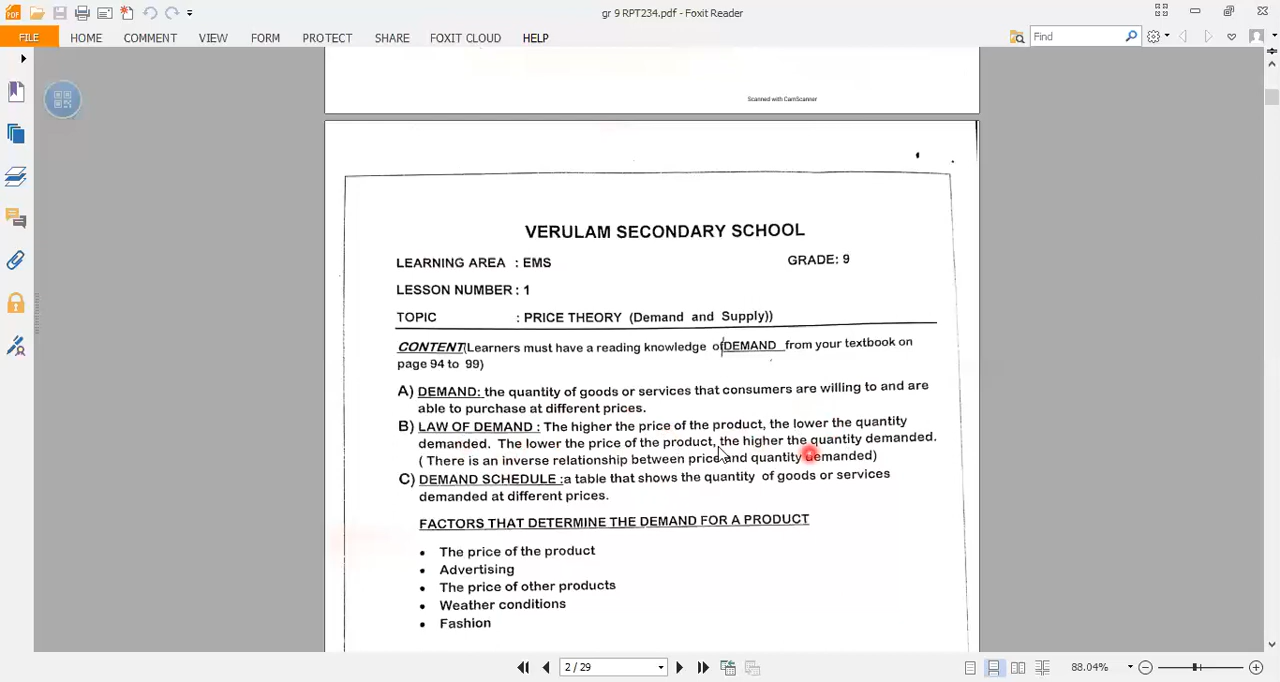 gr 9 RPT234.pdf - Foxit Reader
FILE HOME COMMENT VIEW FORM PROTECT SHARE FOXIT CLOUD HELP
Find
Scanned with CamScanner
VERULAM SECONDARY SCHOOL
LEARNING AREA : EMS GRADE: 9
LESSON NUMBER : 1
TOPIC : PRICE THEORY (Demand and Supply))
CONTENT(Learners must have a reading knowledge of DEMAND from your textbook on
page 94 to 99)
A) DEMAND: the quantity of goods or services that consumers are willing to and are
able to purchase at different prices.
B) LAW OF DEMAND : The higher the price of the product, the lower the quantity
demanded. The lower the price of the product, the higher the quantity demanded.
( There is an inverse relationship between price and quantity demanded)
C) DEMAND SCHEDULE :a table that shows the quantity of goods or services
demanded at different prices.
FACTORS THAT DETERMINE THE DEMAND FOR A PRODUCT
• The price of the product
• Advertising
• The price of other products
• Weather conditions
• Fashion
2 / 29
88.04%